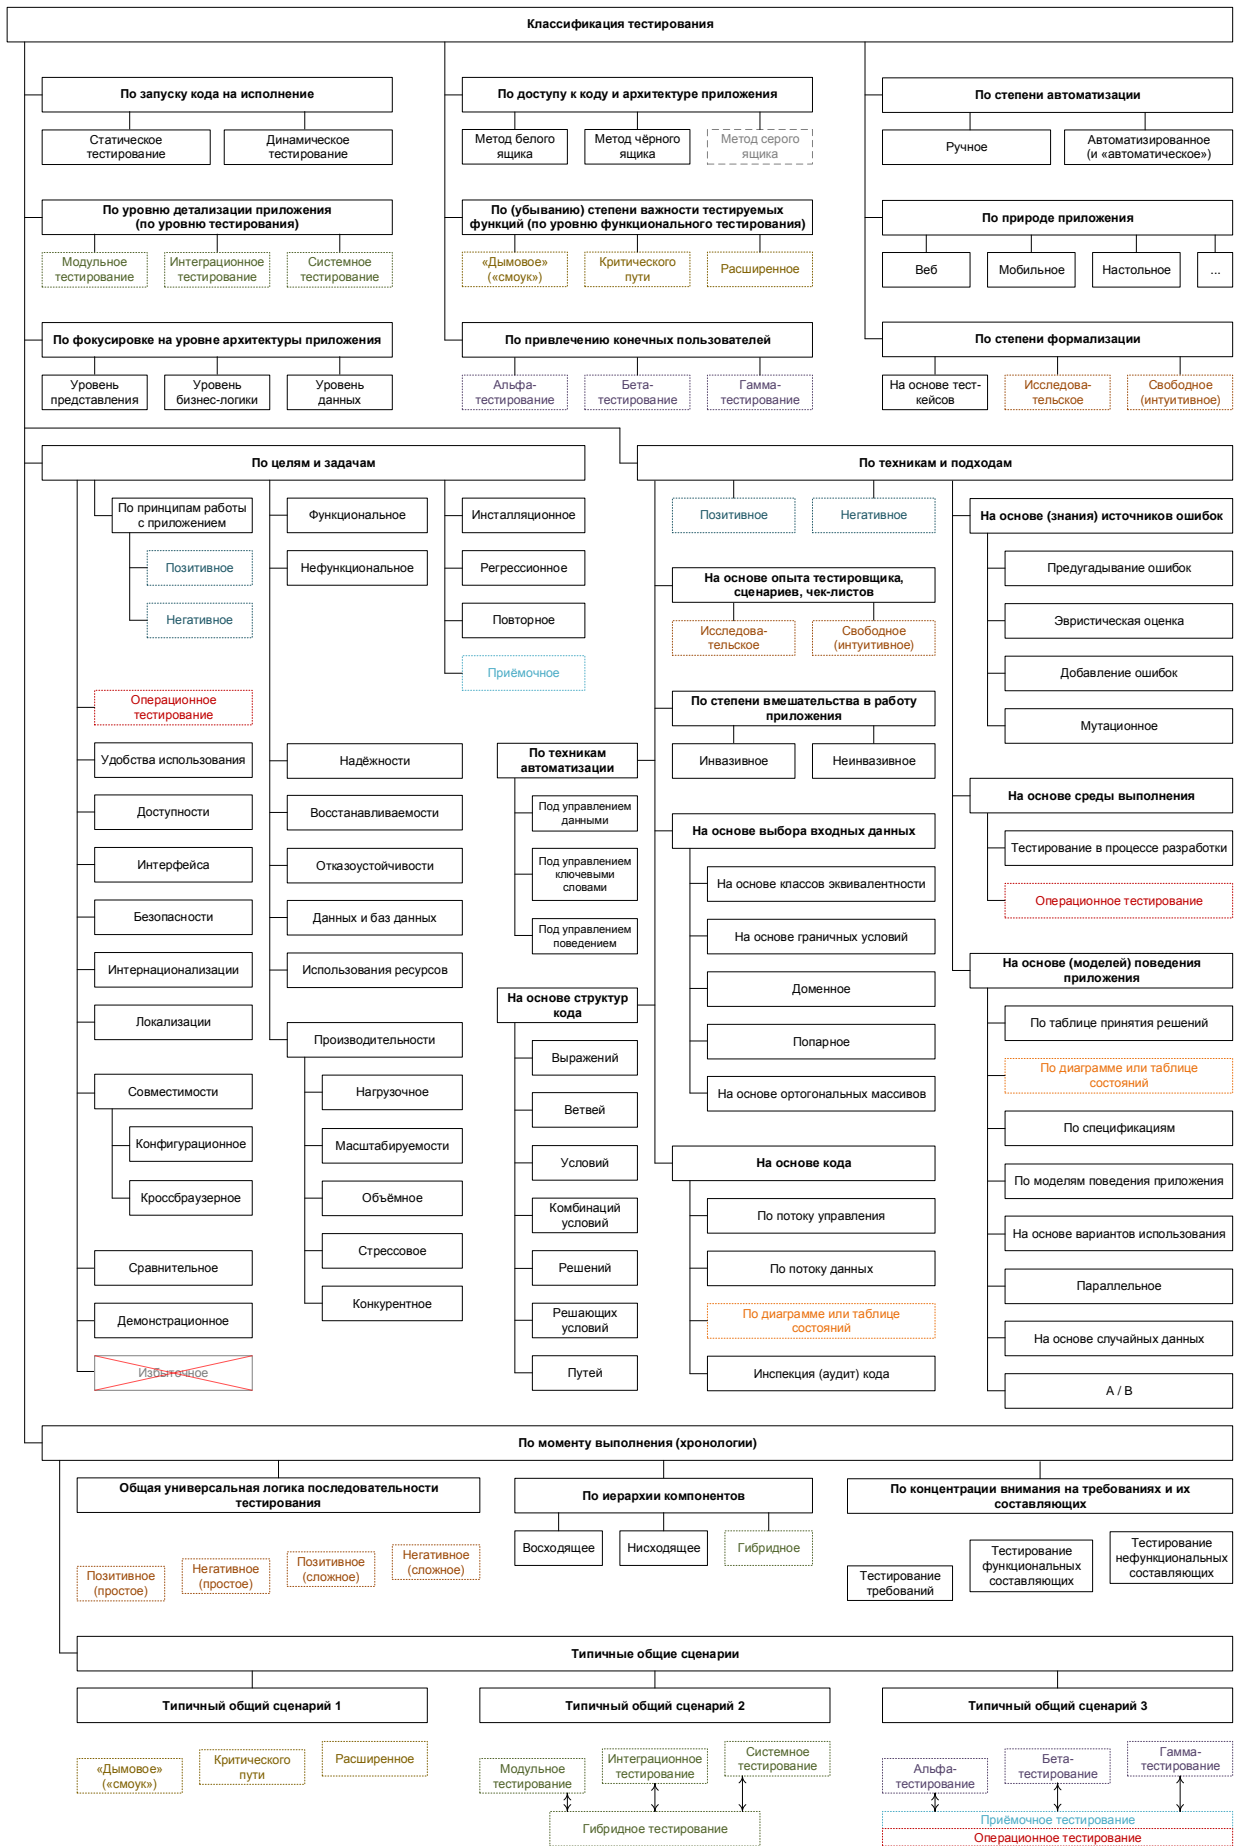 Классификация тестирования
По запуску кода на исполнение
Статическое
тестирование
Динамическое
тестирование
По доступу к коду и архитектуре приложения
Метод белого
ящика
Метод чёрного
ящика
Метод серого
ящика
По степени автоматизации
Ручное
Автоматизированное
(и «автоматическое»)
По уровню детализации приложения
(по уровню тестирования)
Модульное
тестирование
Интеграционное
тестирование
Системное
тестирование
По (убыванию) степени важности тестируемых
функций (по уровню функционального тестирования)
«Дымовое»
(«смоук»)
Критического
пути
Расширенное
По природе приложения
Веб
Мобильное
Настольное
...
По фокусировке на уровне архитектуры приложения
Уровень
представления
Уровень
бизнес-логики
Уровень
данных
По привлечению конечных пользователей
Альфа-
тестирование
Бета-
тестирование
Гамма-
тестирование
По степени формализации
На основе тест-
кейсов
Исследова-
тельское
Свободное
(интуитивное)
По целям и задачам
По принципам работы
с приложением
Позитивное
Негативное
Операционное
тестирование
Удобства использования
Доступности
Интерфейса
Безопасности
Интернационализации
Локализации
Совместимости
Конфигурационное
Кроссбраузерное
Сравнительное
Демонстрационное
Избыточное
Функциональное
Нефункциональное
Надёжности
Восстанавливаемости
Отказоустойчивости
Данных и баз данных
Использования ресурсов
Производительности
Нагрузочное
Масштабируемости
Объёмное
Стрессовое
Конкурентное
Инсталляционное
Регрессионное
Повторное
Приёмочное
По техникам и подходам
Позитивное
Негативное
На основе опыта тестировщика,
сценариев, чек-листов
Исследова-
тельское
Свободное
(интуитивное)
По степени вмешательства в работу
приложения
Инвазивное
Неинвазивное
По техникам
автоматизации
Под управлением
данными
Под управлением
ключевыми
словами
Под управлением
поведением
На основе выбора входных данных
На основе классов эквивалентности
На основе граничных условий
Доменное
Попарное
На основе ортогональных массивов
На основе структур
кода
Выражений
Ветвей
Условий
Комбинаций
условий
Решений
Решающих
условий
Путей
На основе кода
По потоку управления
По потоку данных
По диаграмме или таблице
состояний
Инспекция (аудит) кода
На основе (знания) источников ошибок
Предугадывание ошибок
Эвристическая оценка
Добавление ошибок
Мутационное
На основе среды выполнения
Тестирование в процессе разработки
Операционное тестирование
На основе (моделей) поведения
приложения
По таблице принятия решений
По диаграмме или таблице
состояний
По спецификациям
По моделям поведения приложения
На основе вариантов использования
Параллельное
На основе случайных данных
A / B
По моменту выполнения (хронологии)
Общая универсальная логика последовательности
тестирования
Позитивное
(простое)
Негативное
(простое)
Позитивное
(сложное)
Негативное
(сложное)
По иерархии компонентов
Восходящее
Нисходящее
Гибридное
По концентрации внимания на требованиях и их
составляющих
Тестирование
требований
Тестирование
функциональных
составляющих
Тестирование
нефункциональных
составляющих
Типичные общие сценарии
Типичный общий сценарий 1
«Дымовое»
(«смоук»)
Критического
пути
Расширенное
Типичный общий сценарий 2
Модульное
тестирование
Интеграционное
тестирование
Системное
тестирование
Гибридное тестирование
Типичный общий сценарий 3
Альфа-
тестирование
Бета-
тестирование
Гамма-
тестирование
Приёмочное тестирование
Операционное тестирование